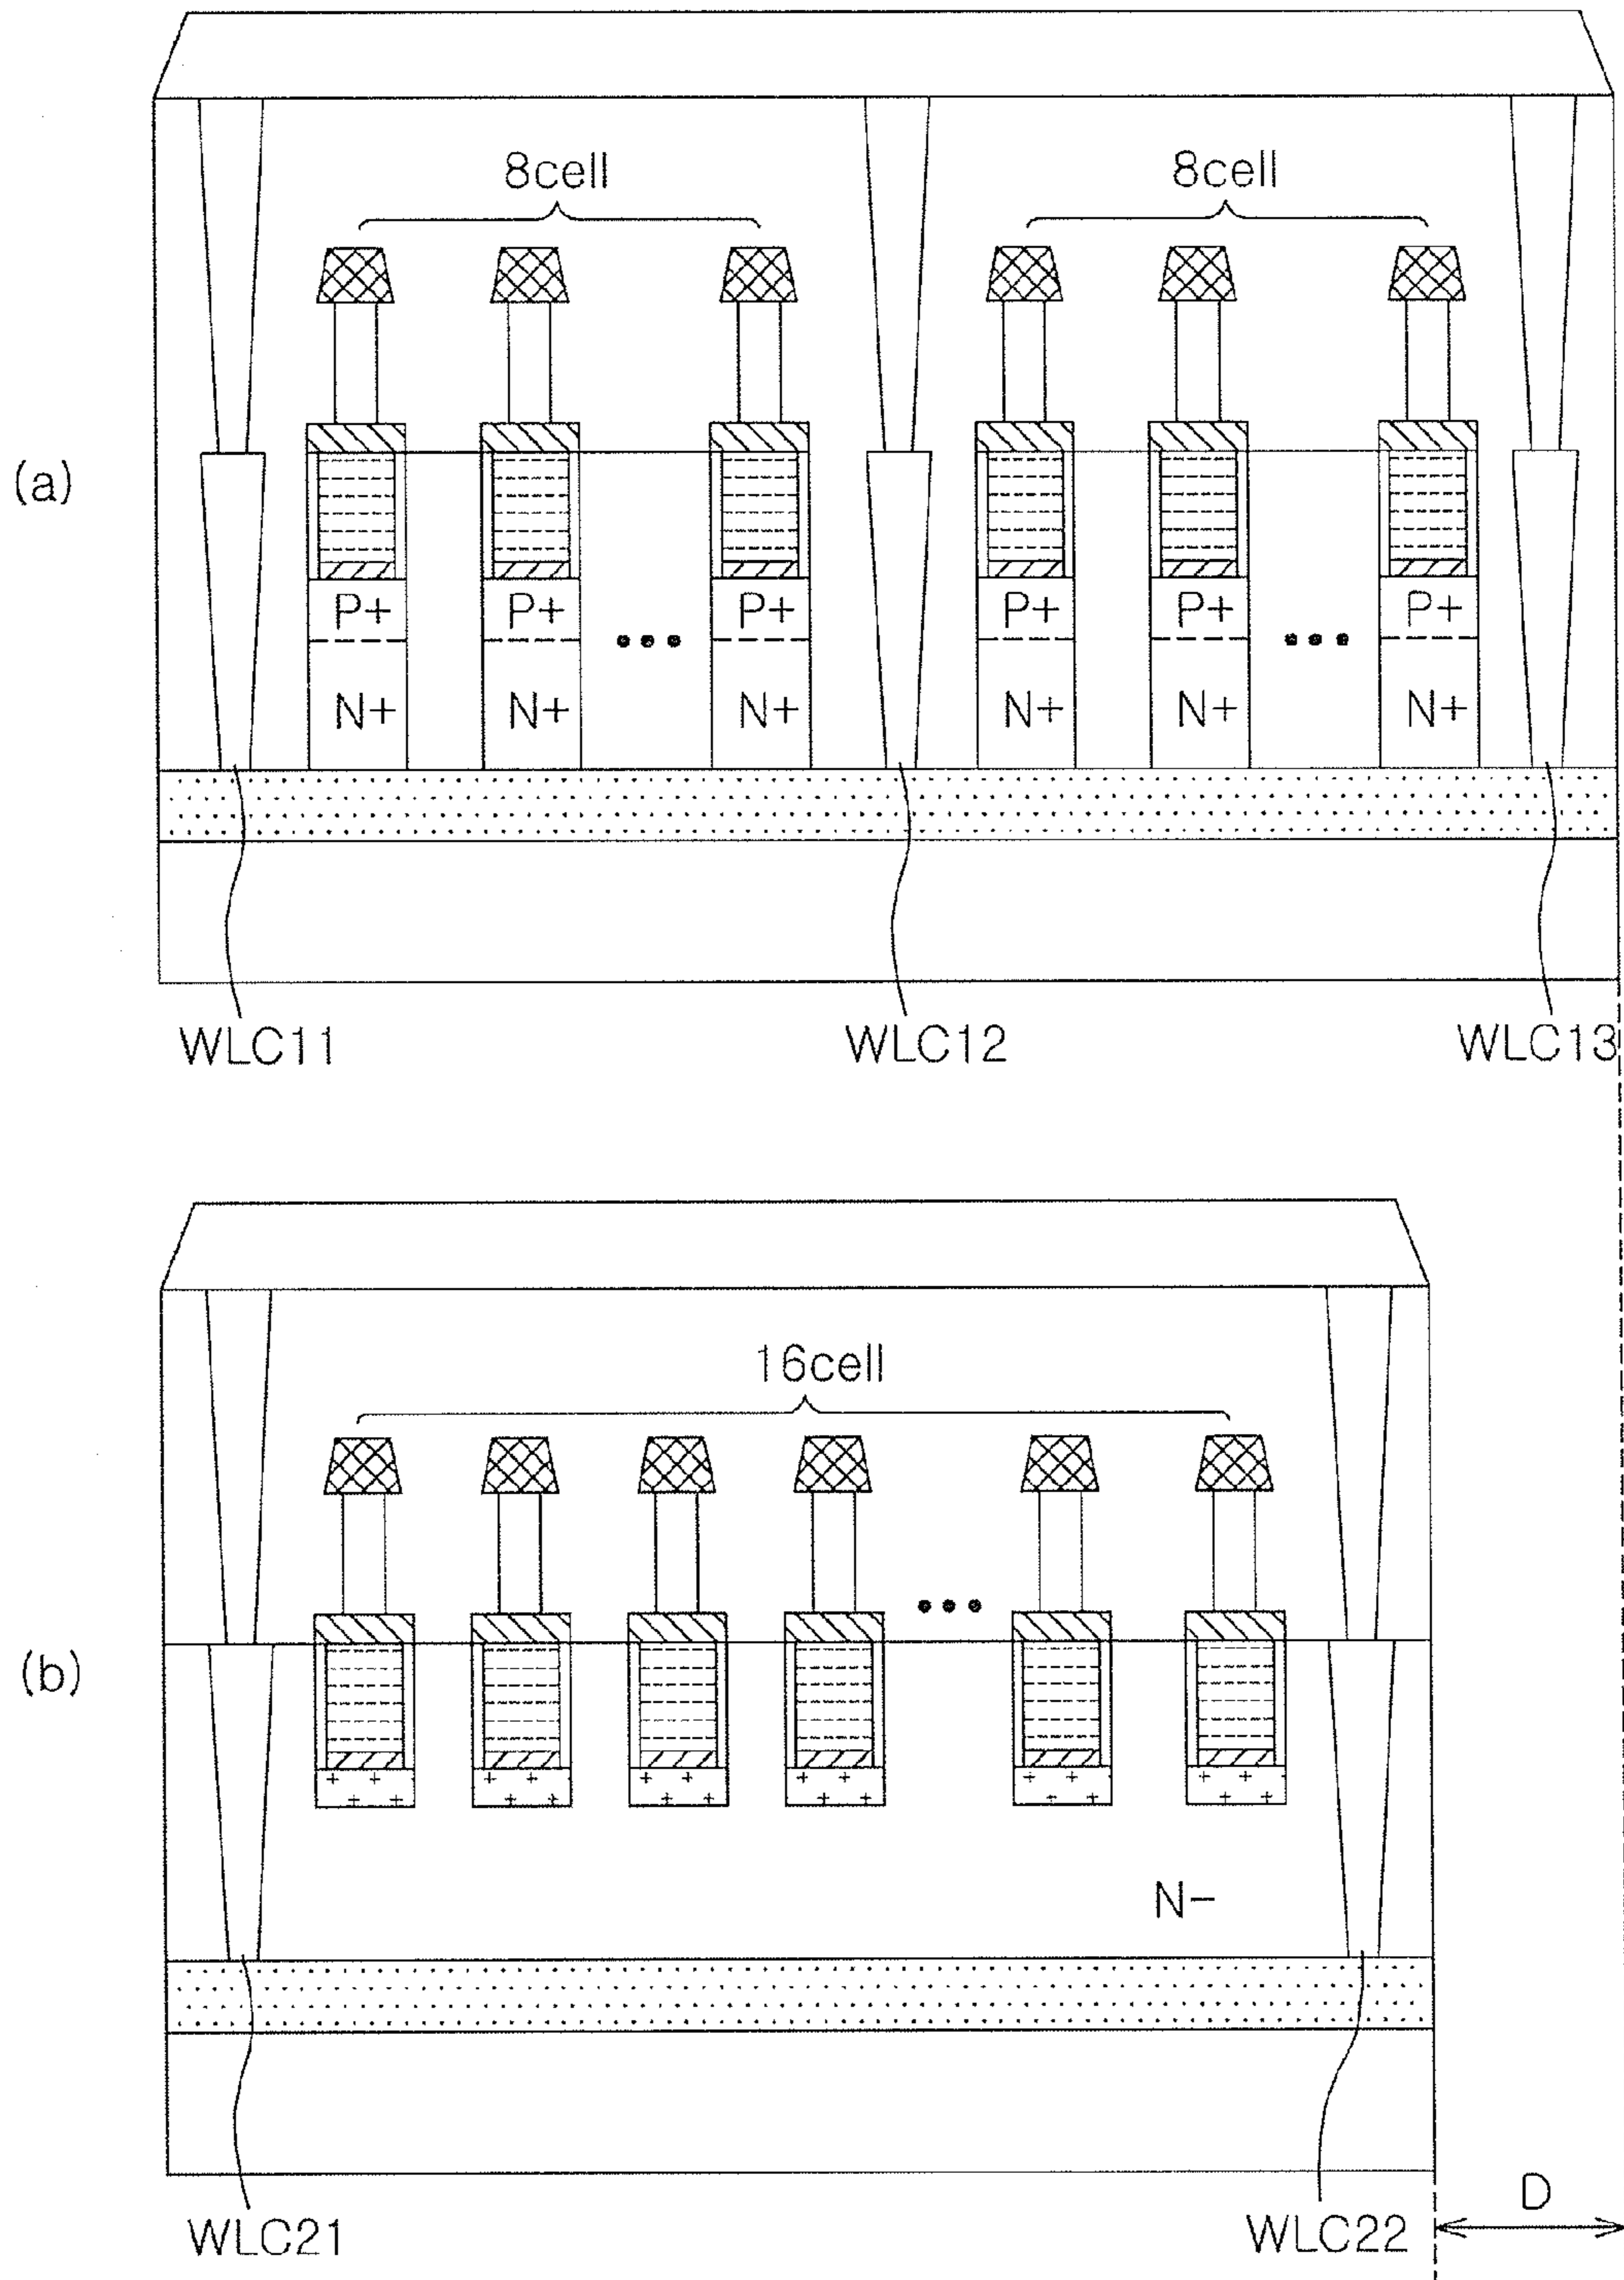 (a)
8cell
8cell
P+ P+ ••• P+ P+ P+ ••• P+
N+ N+ N+ N+ N+ N+
WLC11 WLC12 WLC13
(b)
16cell
•••
+ + + + + + + + + + + +
+ + + + + + + + + + + +
N-
WLC21 WLC22
D